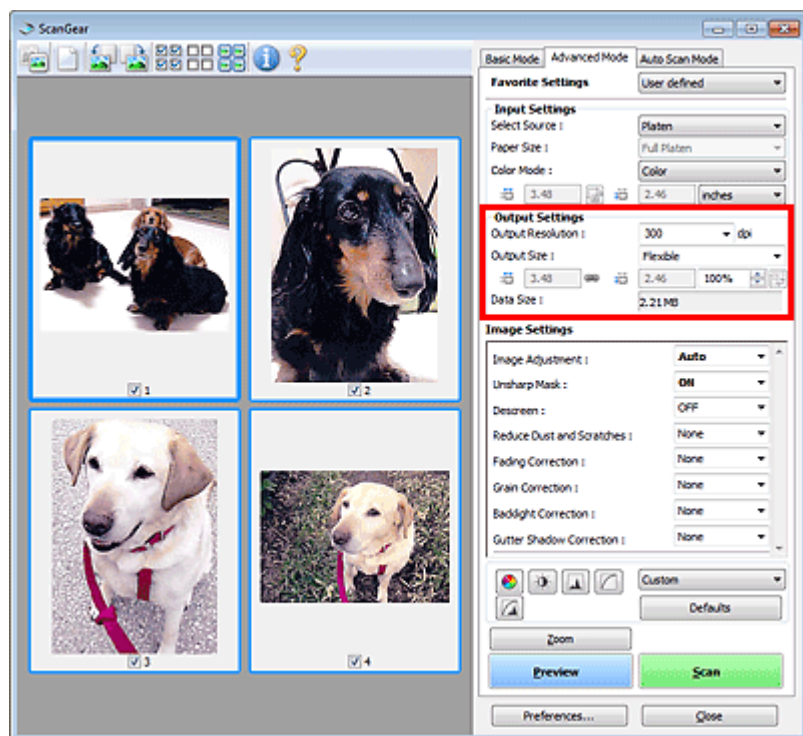 ScanGear
Basic Mode Advanced Mode Auto Scan Mode
Favorite Settings User defined
Input Settings
Select Source : Platen
Paper Size : Full Platen
Color Mode : Color
3.48 2.46 inches
Output Settings
Output Resolution : 300 dpi
Output Size : Flexible
3.48 2.46 100%
Data Size : 2.21 MB
Image Settings
Image Adjustment : Auto
Unsharp Mask : ON
Descreen : OFF
Reduce Dust and Scratches : None
Fading Correction : None
Grain Correction : None
Backlight Correction : None
Gutter Shadow Correction : None
1
2
3
4
Custom
Defaults
Zoom
Preview Scan
Preferences... Close